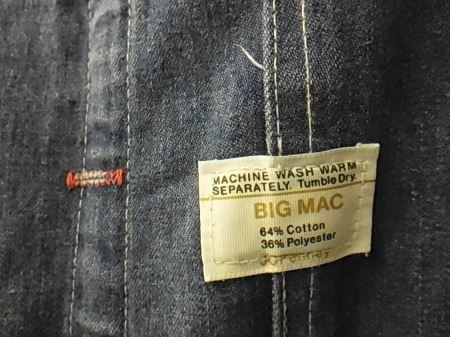 MACHINE WASH WARM
SEPARATELY. Tumble Dry.
BIG MAC
64% Cotton
36% Polyester